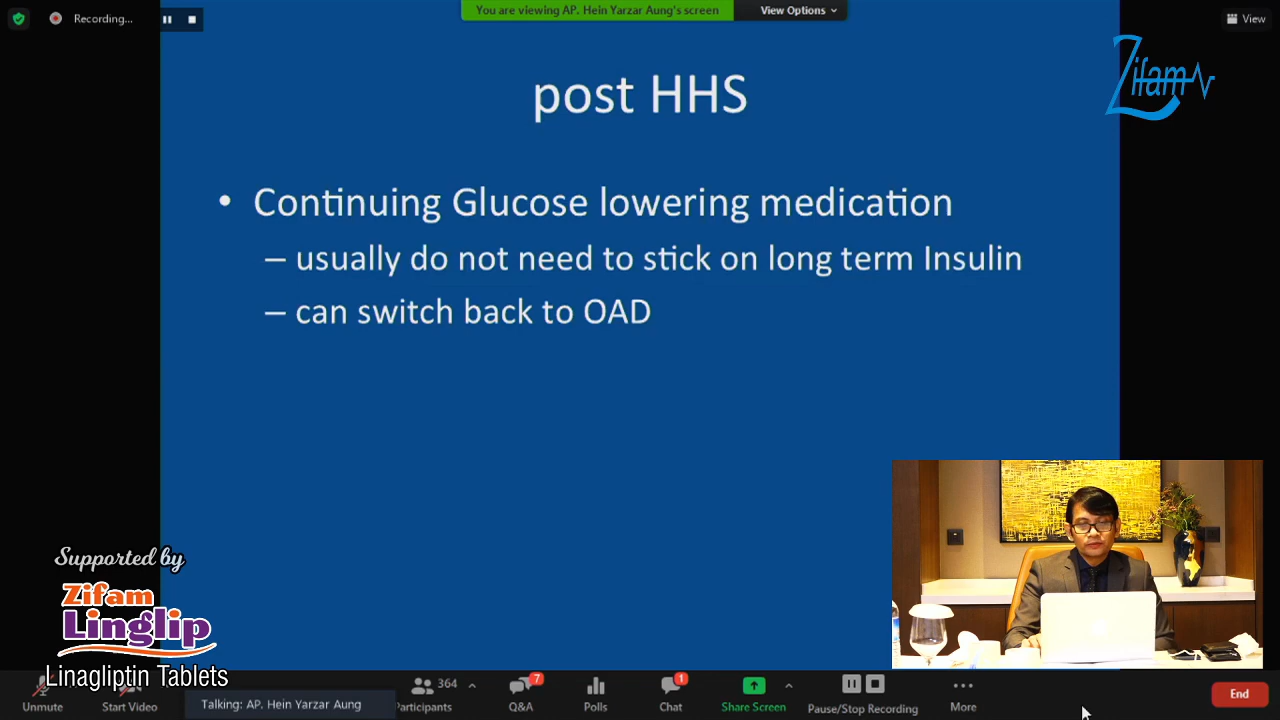 Recording...
You are viewing AP. Hein Yarzar Aung's screen
View Options
View
Zifam
post HHS
• Continuing Glucose lowering medication
– usually do not need to stick on long term Insulin
– can switch back to OAD
Supported by
Zifam
Linglip
Linagliptin Tablets
Unmute
Start Video
Talking: AP. Hein Yarzar Aung
364
Participants
7
Q&A
Polls
1
Chat
Share Screen
Pause/Stop Recording
More
End